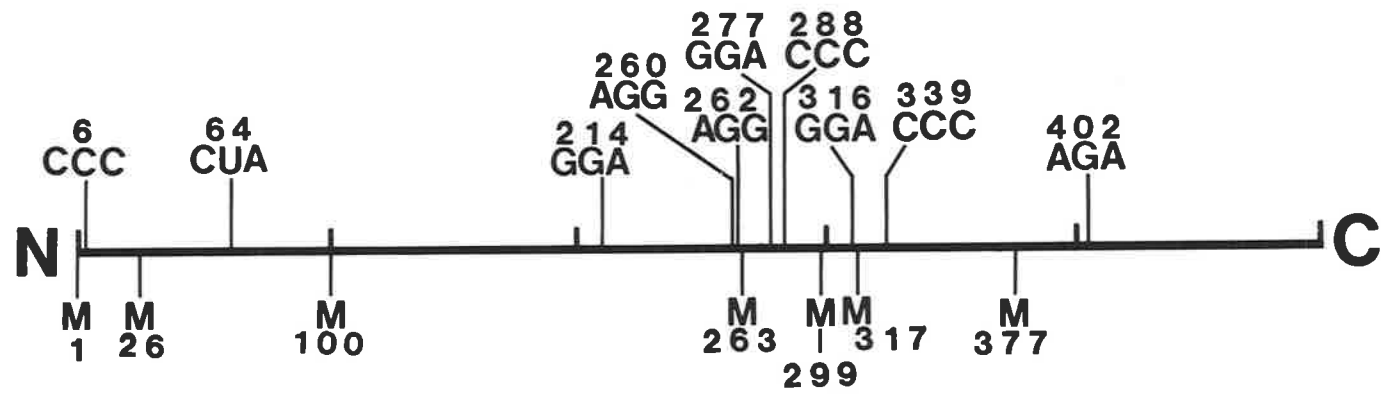 277 288
GGA CCC
260
AGG 262 316 339
AGG GGA CCC
6 64 214 402
CCC CUA GGA AGA
N C
M M M M M M M
1 26 100 263 317 377
299